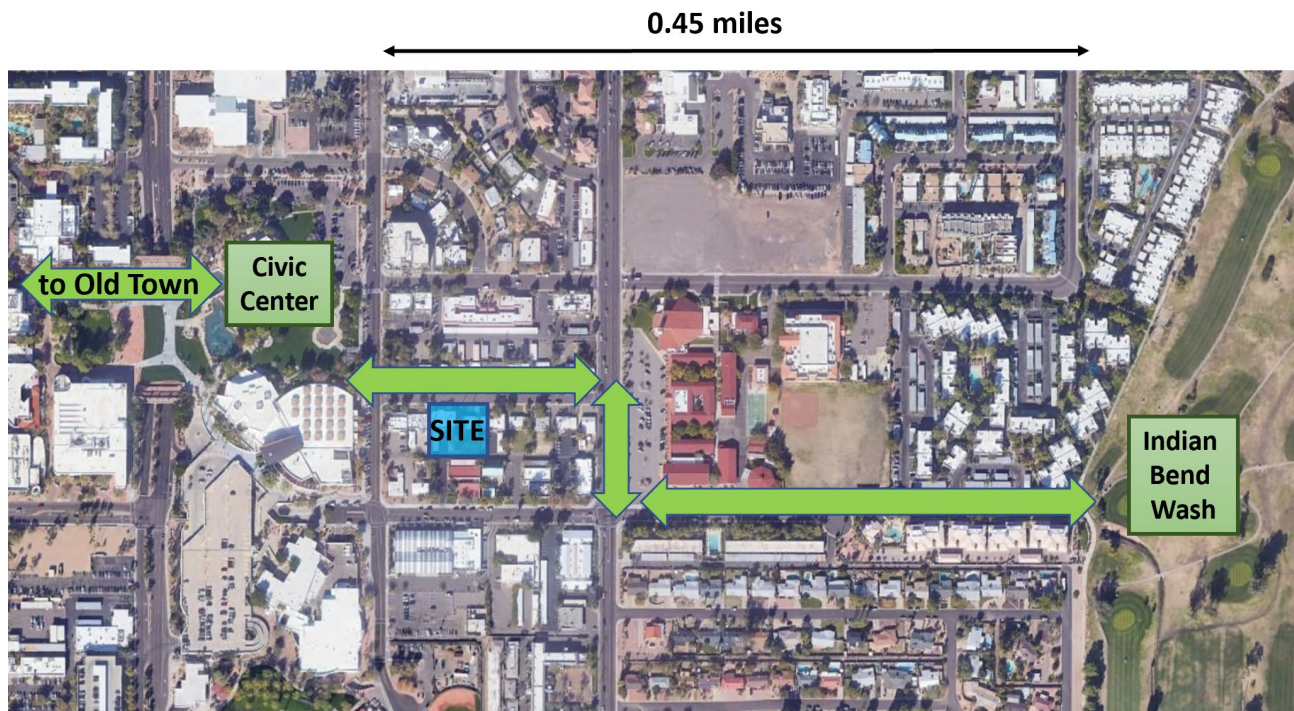 0.45 miles
to Old Town
Civic
Center
SITE
Indian
Bend
Wash